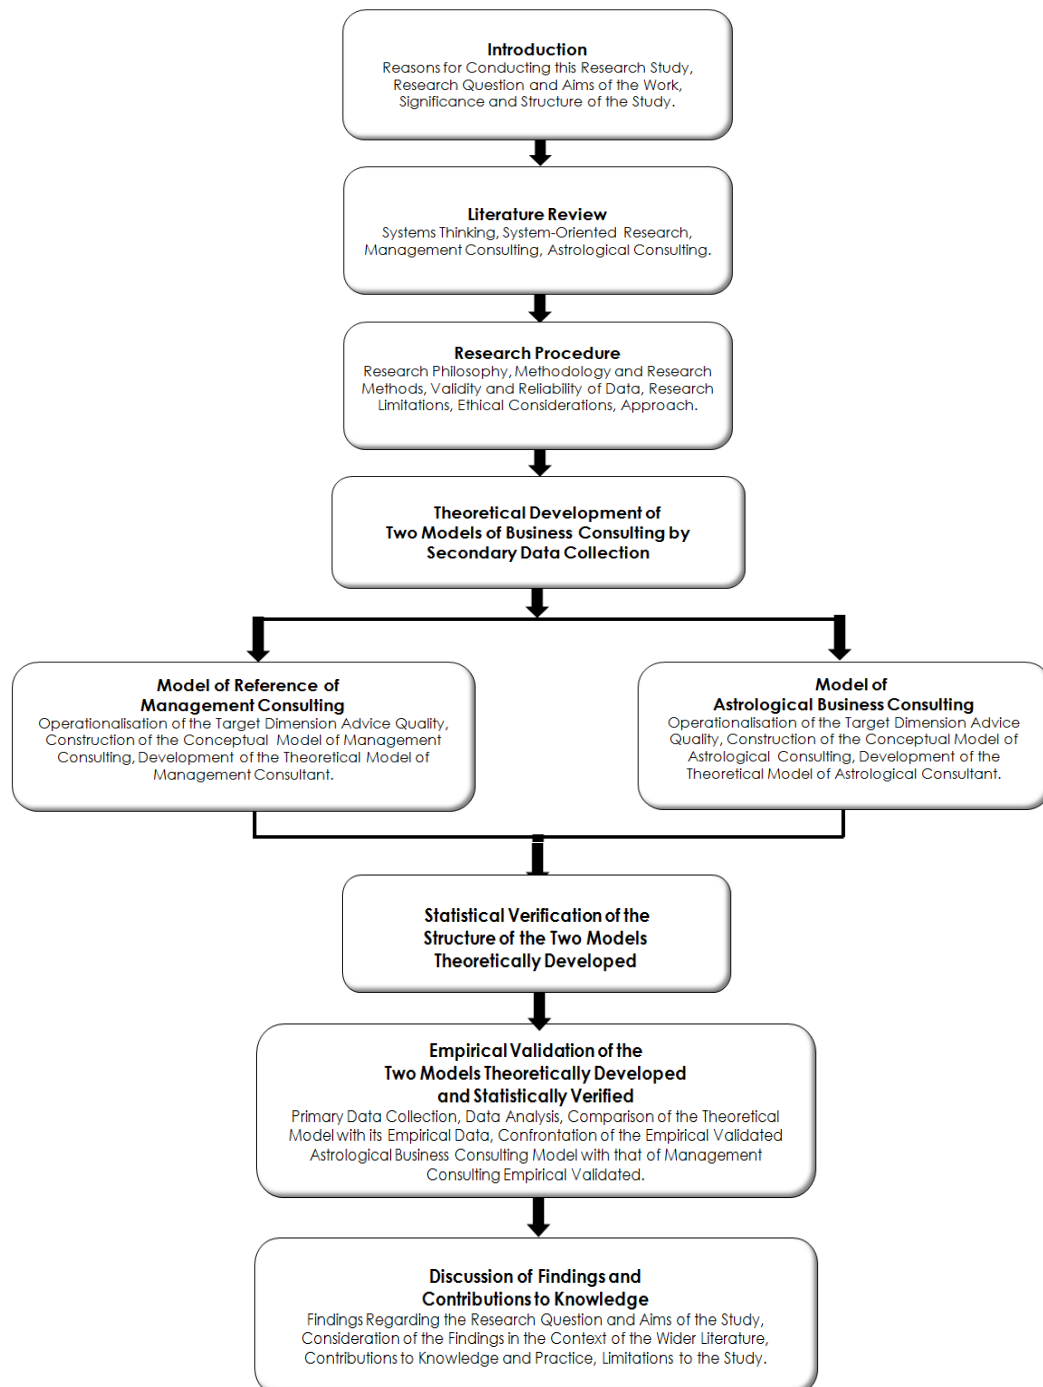 Introduction
Reasons for Conducting this Research Study,
Research Question and Aims of the Work,
Significance and Structure of the Study.
Literature Review
Systems Thinking, System-Oriented Research,
Management Consulting, Astrological Consulting.
Research Procedure
Research Philosophy, Methodology and Research
Methods, Validity and Reliability of Data, Research
Limitations, Ethical Considerations, Approach.
Theoretical Development of
Two Models of Business Consulting by
Secondary Data Collection
Model of Reference of
Management Consulting
Operationalisation of the Target Dimension Advice Quality,
Construction of the Conceptual Model of Management
Consulting, Development of the Theoretical Model of
Management Consultant.
Model of
Astrological Business Consulting
Operationalisation of the Target Dimension Advice
Quality, Construction of the Conceptual Model of
Astrological Consulting, Development of the
Theoretical Model of Astrological Consultant.
Statistical Verification of the
Structure of the Two Models
Theoretically Developed
Empirical Validation of the
Two Models Theoretically Developed
and Statistically Verified
Primary Data Collection, Data Analysis, Comparison of the Theoretical
Model with its Empirical Data, Confrontation of the Empirical Validated
Astrological Business Consulting Model with that of Management
Consulting Empirical Validated.
Discussion of Findings and
Contributions to Knowledge
Findings Regarding the Research Question and Aims of the Study,
Consideration of the Findings in the Context of the Wider Literature,
Contributions to Knowledge and Practice, Limitations to the Study.